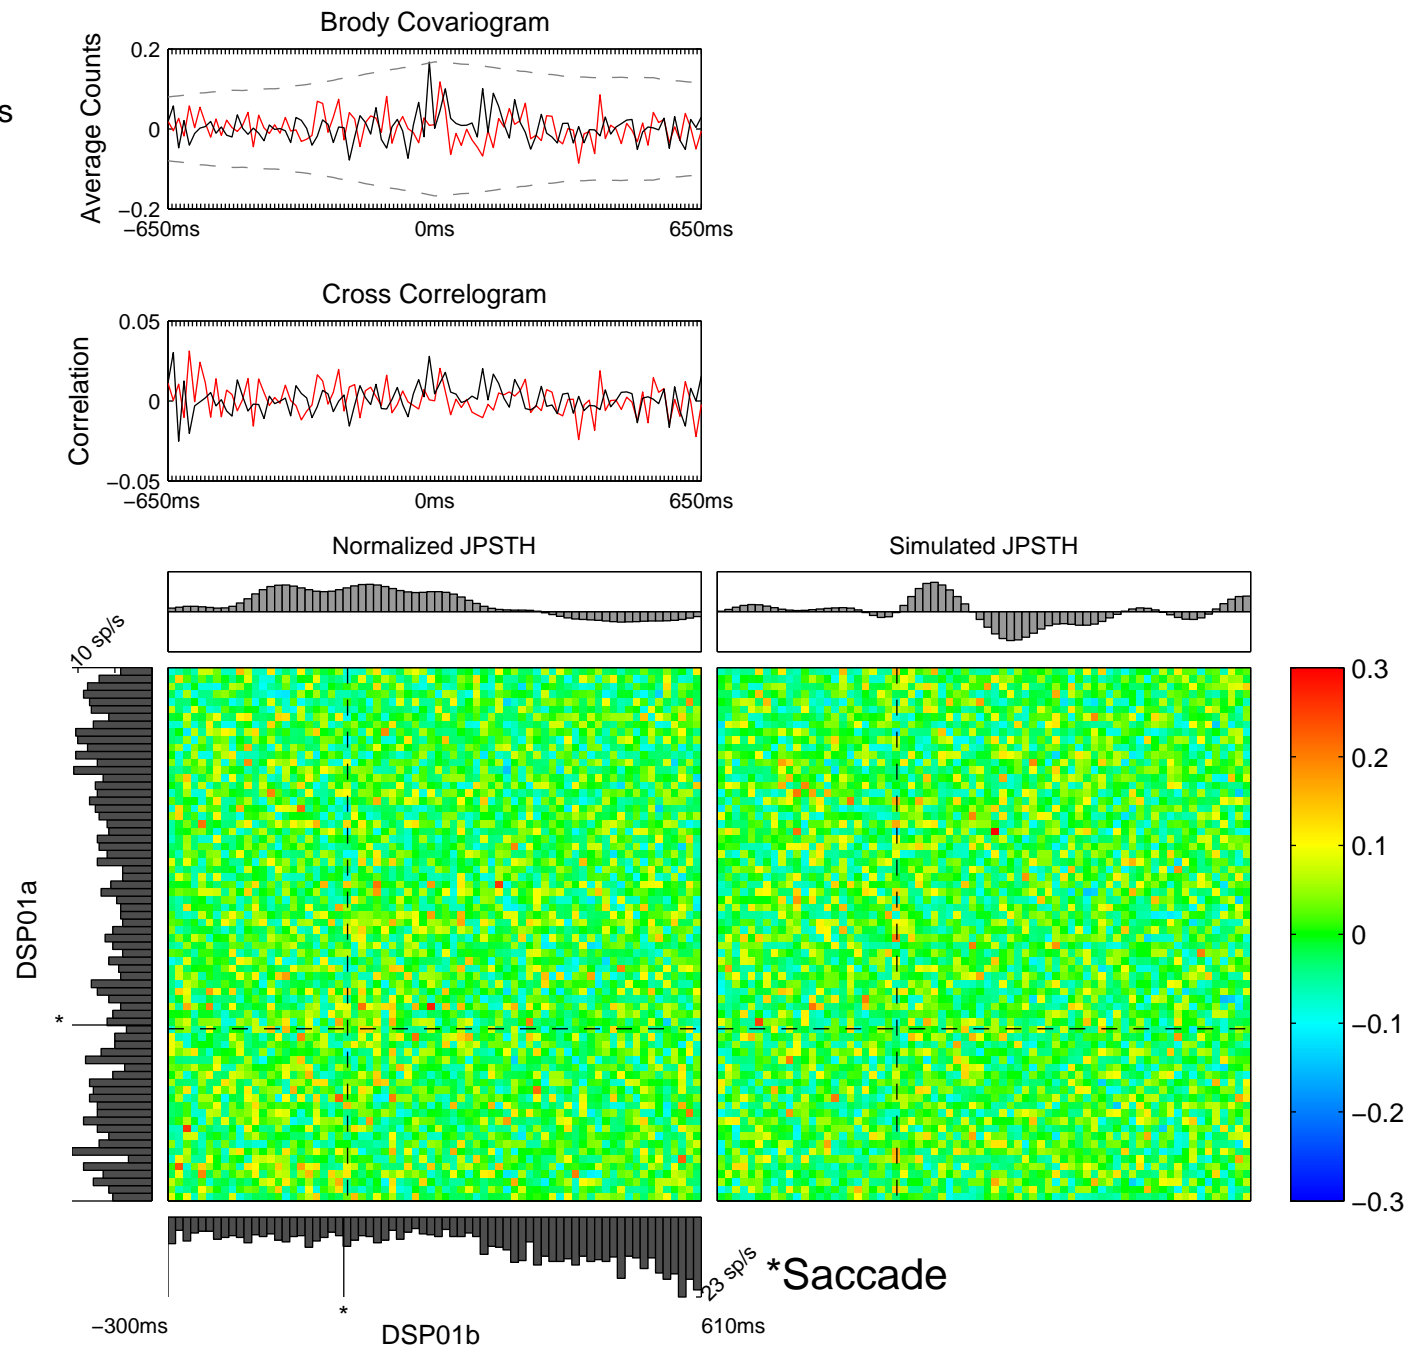 Brody Covariogram
s
Average Counts
0.2
0
−0.2
−650ms
0ms
650ms
Cross Correlogram
Correlation
0.05
0
−0.05
−650ms
0ms
650ms
Normalized JPSTH
Simulated JPSTH
10 sp/s
DSP01a
*
0.3
0.2
0.1
0
−0.1
−0.2
−0.3
23 sp/s
*Saccade
*
−300ms
DSP01b
610ms